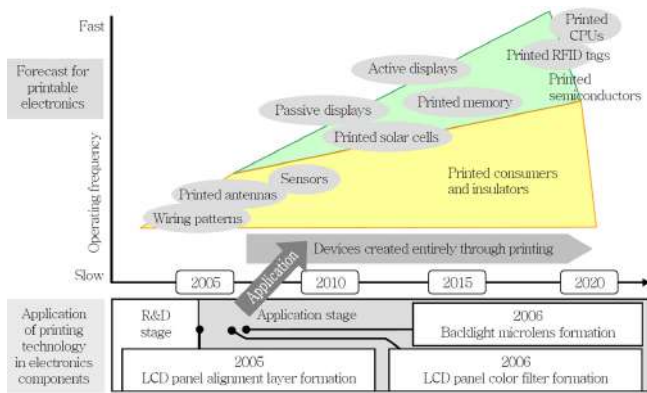 Fast
Forecast for
printable
electronics
Operating frequency
Slow
Printed
CPUs
Printed RFID tags
Active displays
Printed
semiconductors
Passive displays
Printed memory
Printed solar cells
Sensors
Printed consumers
and insulators
Printed antennas
Wiring patterns
Devices created entirely through printing
Application
2005
2010
2015
2020
Application
of printing
technology
in electronics
components
R&D
stage
Application stage
2006
Backlight microlens formation
2005
LCD panel alignment layer formation
2006
LCD panel color filter formation